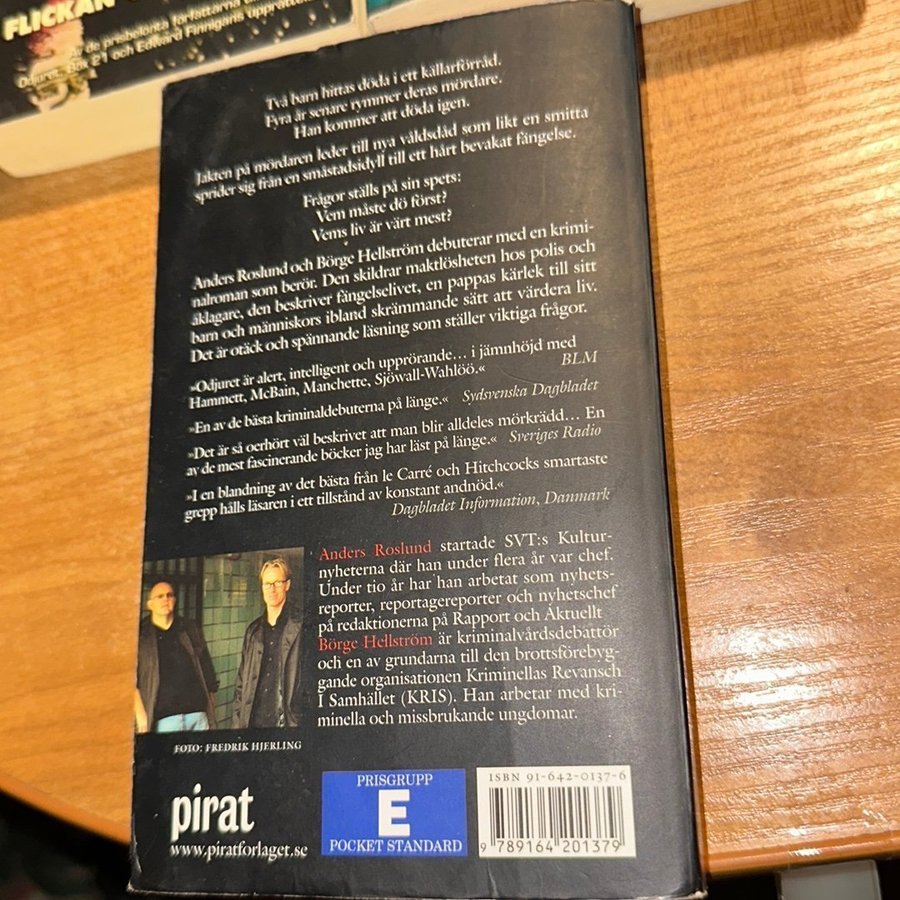 FLICKAN
av de prisbelönta författarna
Odjuret, Box 21 och Edward Finnigans upprättelse
Två barn hittas döda i ett källarförråd.
Fyra år senare rymmer deras mördare.
Han kommer att döda igen.
Jakten på mördaren leder till nya våldsdåd som likt en smitta
sprider sig från en småstadsidyll till ett hårt bevakat fängelse.
Frågor ställs på sin spets:
Vem måste dö först?
Vems liv är värt mest?
Anders Roslund och Börge Hellström debuterar med en krimi-
nalroman som berör. Den skildrar maktlösheten hos polis och
åklagare, den beskriver fängelselivet, en pappas kärlek till sitt
barn och människors ibland skrämmande sätt att värdera liv.
Det är otäck och spännande läsning som ställer viktiga frågor.
»Odjuret är alert, intelligent och upprörande... i jämnhöjd med
Hammett, McBain, Manchette, Sjöwall-Wahlöö.« BLM
»En av de bästa kriminaldebuterna på länge.« Sydsvenska Dagbladet
»Det är så oerhört väl beskrivet att man blir alldeles mörkrädd... En
av de mest fascinerande böcker jag har läst på länge.« Sveriges Radio
»I en blandning av det bästa från le Carré och Hitchcocks smartaste
grepp hålls läsaren i ett tillstånd av konstant andnöd.«
Dagbladet Information, Danmark
Anders Roslund startade SVT:s Kultur-
nyheterna där han under flera år var chef.
Under tio år har han arbetat som nyhets-
reporter, reportagereporter och nyhetschef
på redaktionerna på Rapport och Aktuellt
Börge Hellström är kriminalvårdsdebattör
och en av grundarna till den brottsförebyg-
gande organisationen Kriminellas Revansch
I Samhället (KRIS). Han arbetar med kri-
minella och missbrukande ungdomar.
FOTO: FREDRIK HJERLING
pirat
www.piratforlaget.se
PRISGRUPP
E
POCKET STANDARD
ISBN 91-642-0137-6
9 789164 201379